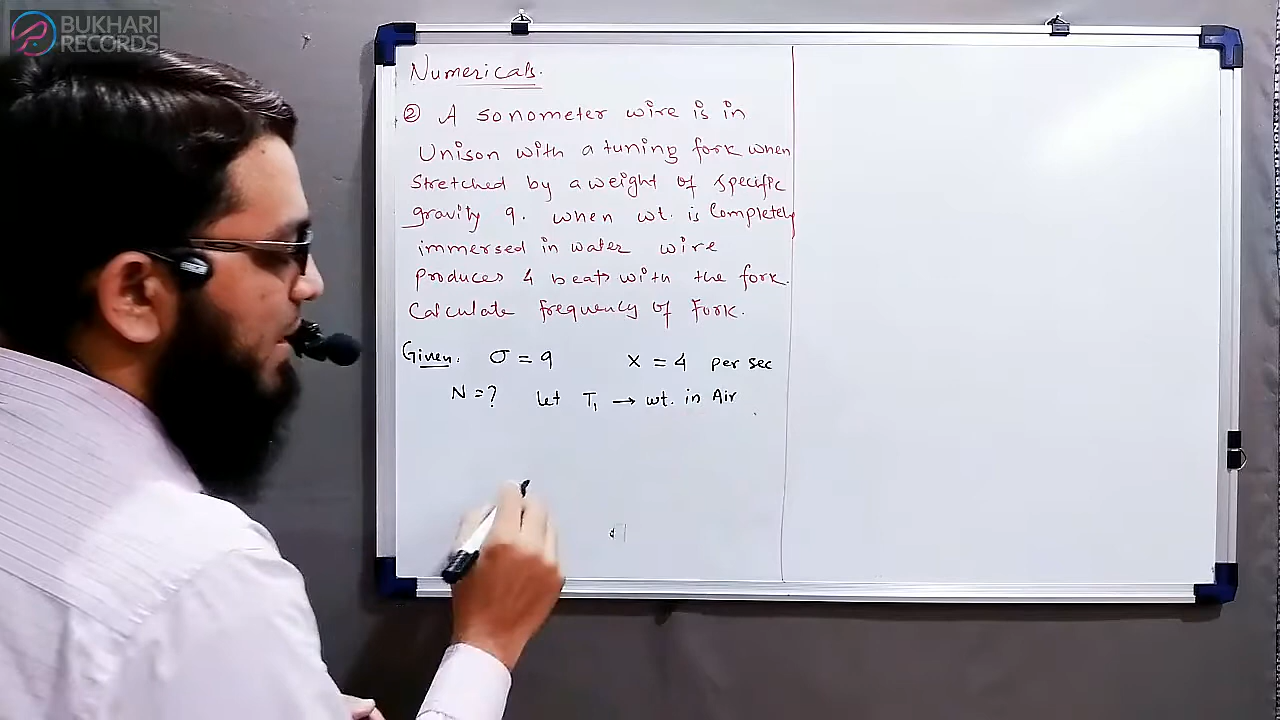 BUKHARI
RECORDS
Numericals.
② A sonometer wire is in
Unison with a tuning fork when
stretched by a weight of specific
gravity 9. when wt. is completely
immersed in water wire
produces 4 beats with the fork.
Calculate frequency of Fork.
Given. σ = 9 x = 4 per sec
N = ? let T₁ → wt. in Air